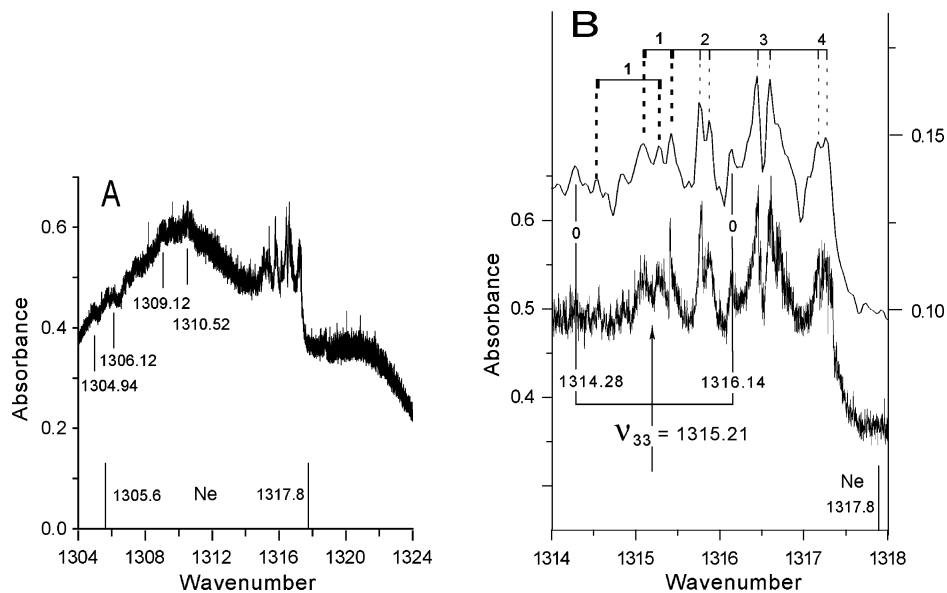 A
Absorbance
0.6
0.4
0.2
0.0
1309.12
1310.52
1306.12
1304.94
1305.6
Ne
1317.8
1304 1308 1312 1316 1320 1324
Wavenumber
B
1 2 3 4
1
0.15
0.10
0 0
Absorbance
0.6
0.5
0.4
1314.28
1316.14
ν33 = 1315.21
Ne
1317.8
1314 1315 1316 1317 1318
Wavenumber